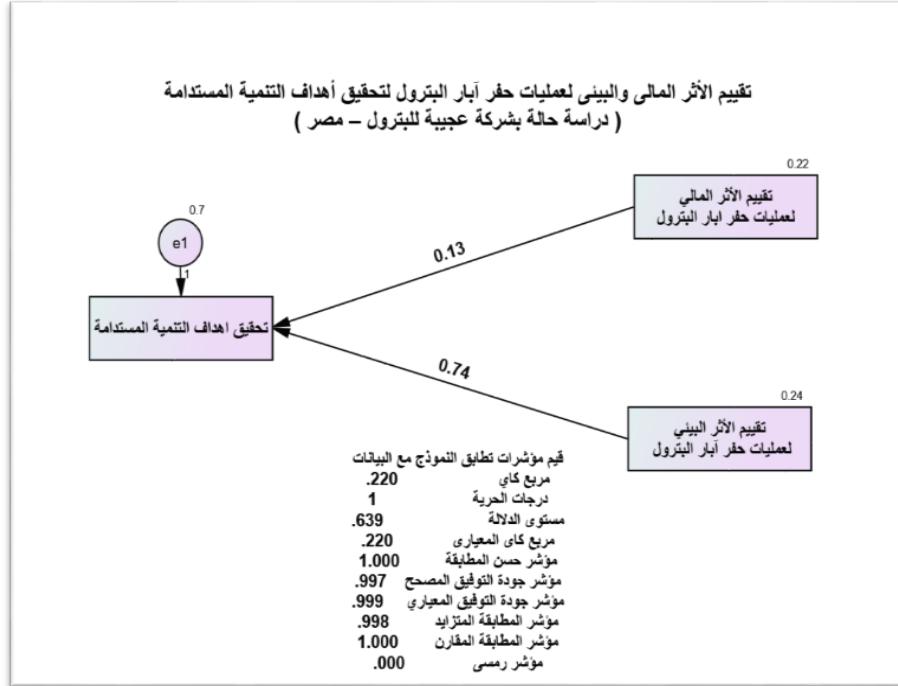 تقييم الأثر المالى والبيئى لعمليات حفر آبار البترول لتحقيق أهداف التنمية المستدامة
( دراسة حالة بشركة عجيبة للبترول – مصر )
0.22
تقييم الأثر المالي
لعمليات حفر ابار البترول
0.7
e1
1
0.13
تحقيق اهداف التنمية المستدامة
0.74
0.24
تقييم الأثر البيئي
لعمليات حفر آبار البترول
قيم مؤشرات تطابق النموذج مع البيانات
مربع كاي .220
درجات الحرية 1
مستوى الدلالة .639
مربع كاى المعيارى .220
مؤشر حسن المطابقة 1.000
مؤشر جودة التوفيق المصحح .997
مؤشر جودة التوفيق المعياري .999
مؤشر المطابقة المتزايد .998
مؤشر المطابقة المقارن 1.000
مؤشر رمسى .000